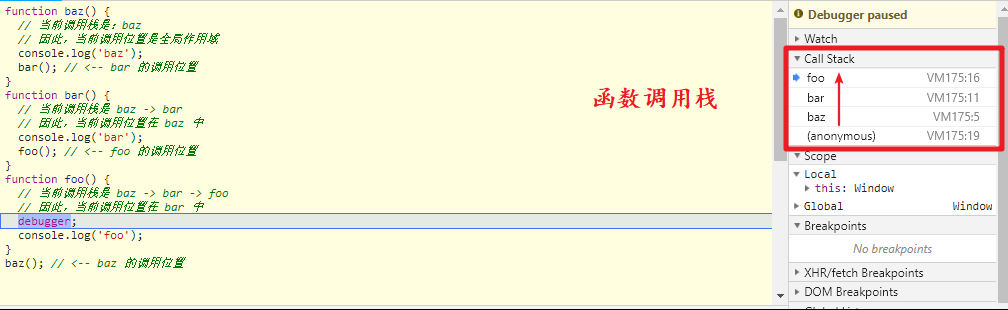 function baz() {
// 当前调用栈是：baz
// 因此，当前调用位置是全局作用域
console.log('baz');
bar(); // <-- bar 的调用位置
}
function bar() {
// 当前调用栈是 baz -> bar
// 因此，当前调用位置在 baz 中
console.log('bar');
foo(); // <-- foo 的调用位置
}
function foo() {
// 当前调用栈是 baz -> bar -> foo
// 因此，当前调用位置在 bar 中
debugger;
console.log('foo');
}
baz(); // <-- baz 的调用位置
函数调用栈
Debugger paused
Watch
Call Stack
foo VM175:16
bar VM175:11
baz VM175:5
(anonymous) VM175:19
Scope
Local
this: Window
Global Window
Breakpoints
No breakpoints
XHR/fetch Breakpoints
DOM Breakpoints